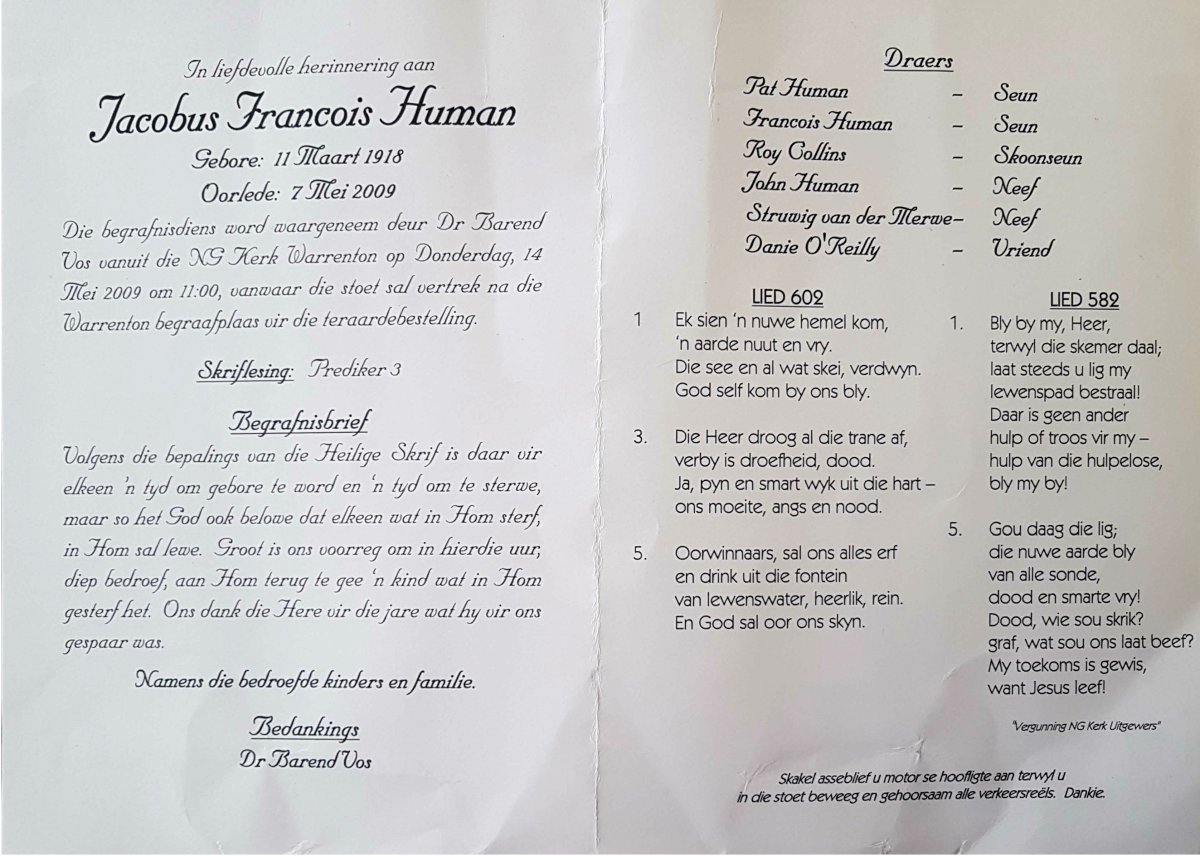 In liefdevolle herinnering aan
Jacobus Francois Human
Gebore: 11 Maart 1918
Oorlede: 7 Mei 2009
Die begrafnisdiens word waargeneem deur Dr Barend
Vos vanuit die NG Kerk Warrenton op Donderdag, 14
Mei 2009 om 11:00, vanwaar die stoet sal vertrek na die
Warrenton begraafplaas vir die teraardebestelling.
Skriflesing: Prediker 3
Begrafnisbrief
Volgens die bepalings van die Heilige Skrif is daar vir
elkeen 'n tyd om gebore te word en 'n tyd om te sterwe,
maar so het God ook belowe dat elkeen wat in Hom sterf,
in Hom sal lewe. Groot is ons voorreg om in hierdie uur,
diep bedroef, aan Hom terug te gee 'n kind wat in Hom
gesterf het. Ons dank die Here vir die jare wat hy vir ons
gespaar was.
Namens die bedroefde kinders en familie.
Bedankings
Dr Barend Vos
Draers
Pat Human – Seun
Francois Human – Seun
Roy Collins – Skoonseun
John Human – Neef
Struwig van der Merwe– Neef
Danie O'Reilly – Vriend
LIED 602
1 Ek sien 'n nuwe hemel kom,
'n aarde nuut en vry.
Die see en al wat skei, verdwyn.
God self kom by ons bly.
3. Die Heer droog al die trane af,
verby is droefheid, dood.
Ja, pyn en smart wyk uit die hart –
ons moeite, angs en nood.
5. Oorwinnaars, sal ons alles erf
en drink uit die fontein
van lewenswater, heerlik, rein.
En God sal oor ons skyn.
LIED 582
1. Bly by my, Heer,
terwyl die skemer daal;
laat steeds u lig my
lewenspad bestraal!
Daar is geen ander
hulp of troos vir my –
hulp van die hulpelose,
bly my by!
5. Gou daag die lig;
die nuwe aarde bly
van alle sonde,
dood en smarte vry!
Dood, wie sou skrik?
graf, wat sou ons laat beef?
My toekoms is gewis,
want Jesus leef!
"Vergunning NG Kerk Uitgewers"
Skakel asseblief u motor se hoofligte aan terwyl u
in die stoet beweeg en gehoorsaam alle verkeersreëls. Dankie.